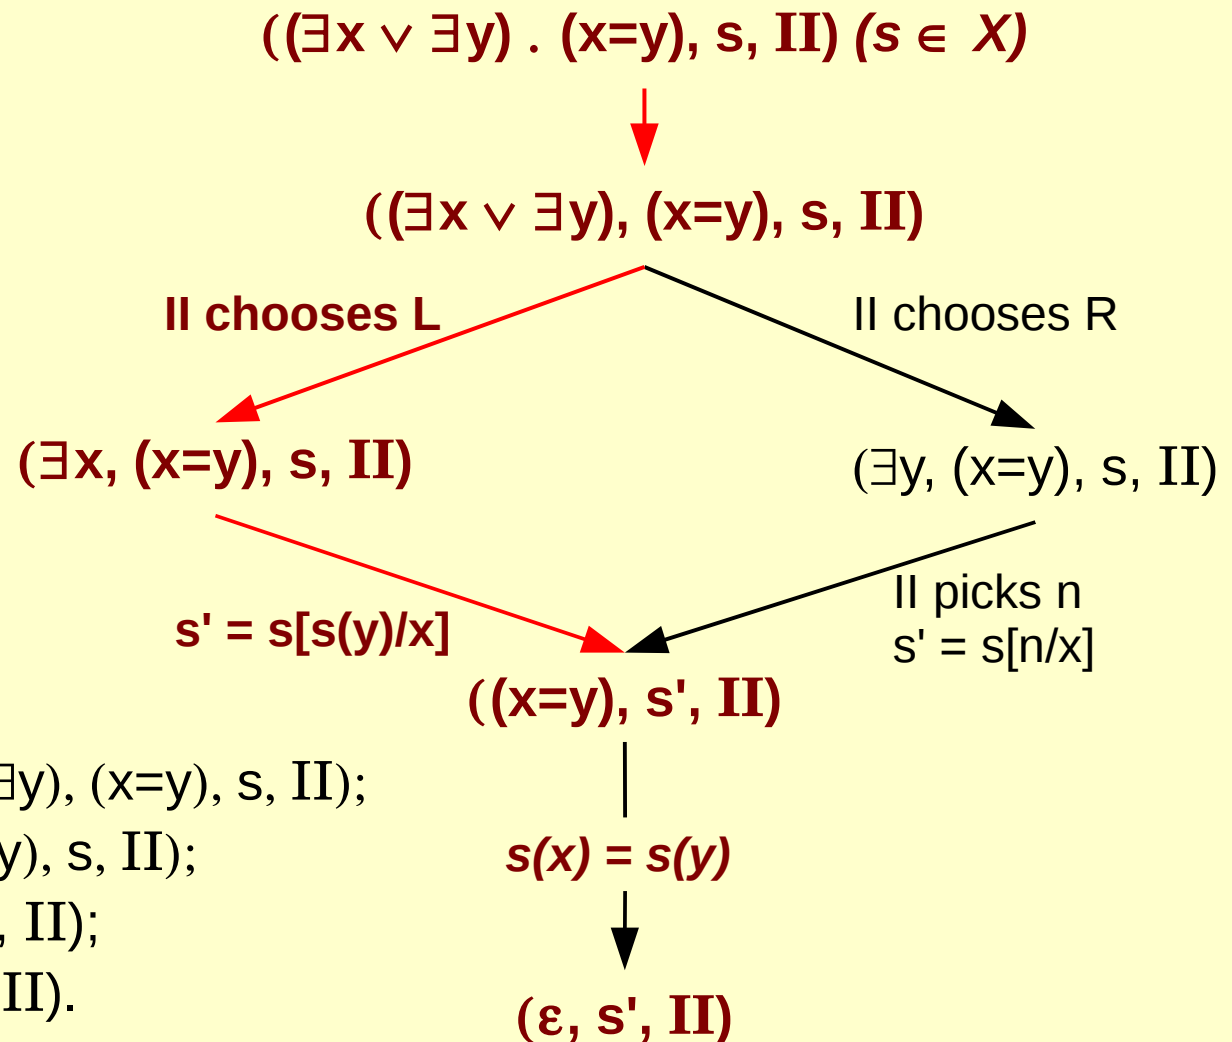 ((∃x ∨ ∃y) . (x=y), s, II) (s ∈ X)
((∃x ∨ ∃y), (x=y), s, II)
II chooses L
II chooses R
(∃x, (x=y), s, II)
(∃y, (x=y), s, II)
II picks n
s' = s[n/x]
s' = s[s(y)/x]
((x=y), s', II)
∃y), (x=y), s, II);
s(x) = s(y)
y), s, II);
, II);
II).
(ε, s', II)